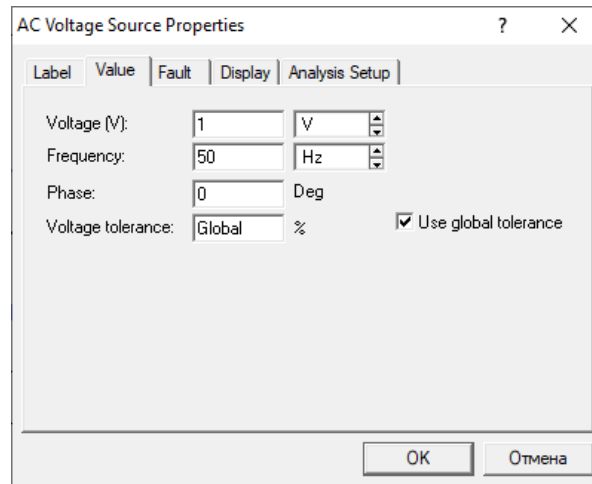 AC Voltage Source Properties ? ×
Label Value Fault Display Analysis Setup
Voltage (V): 1 V
Frequency: 50 Hz
Phase: 0 Deg
Voltage tolerance: Global % Use global tolerance
OK Отмена